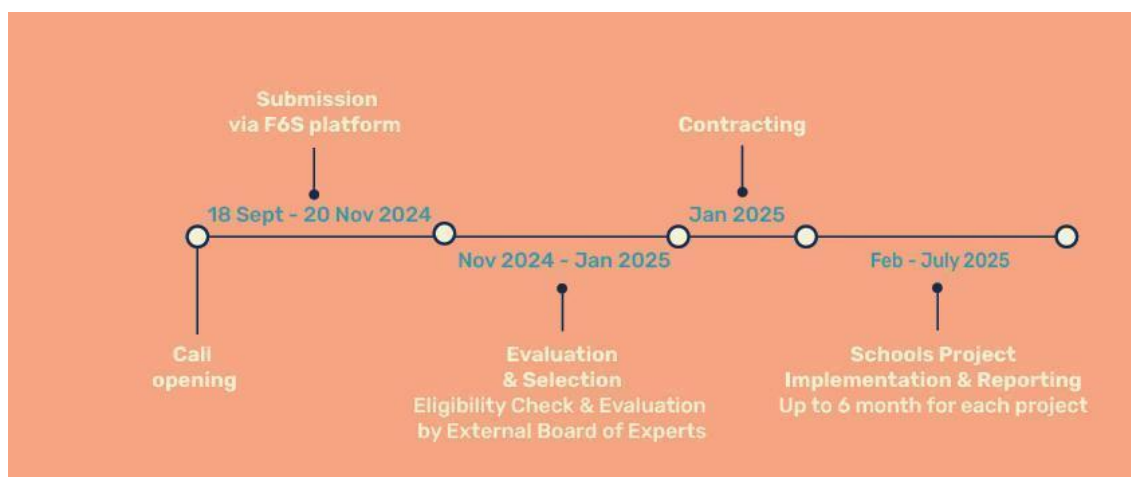 Submission
via F6S platform
Contracting
18 Sept - 20 Nov 2024
Jan 2025
Nov 2024 - Jan 2025
Feb - July 2025
Call
opening
Evaluation
& Selection
Eligibility Check & Evaluation
by External Board of Experts
Schools Project
Implementation & Reporting
Up to 6 month for each project